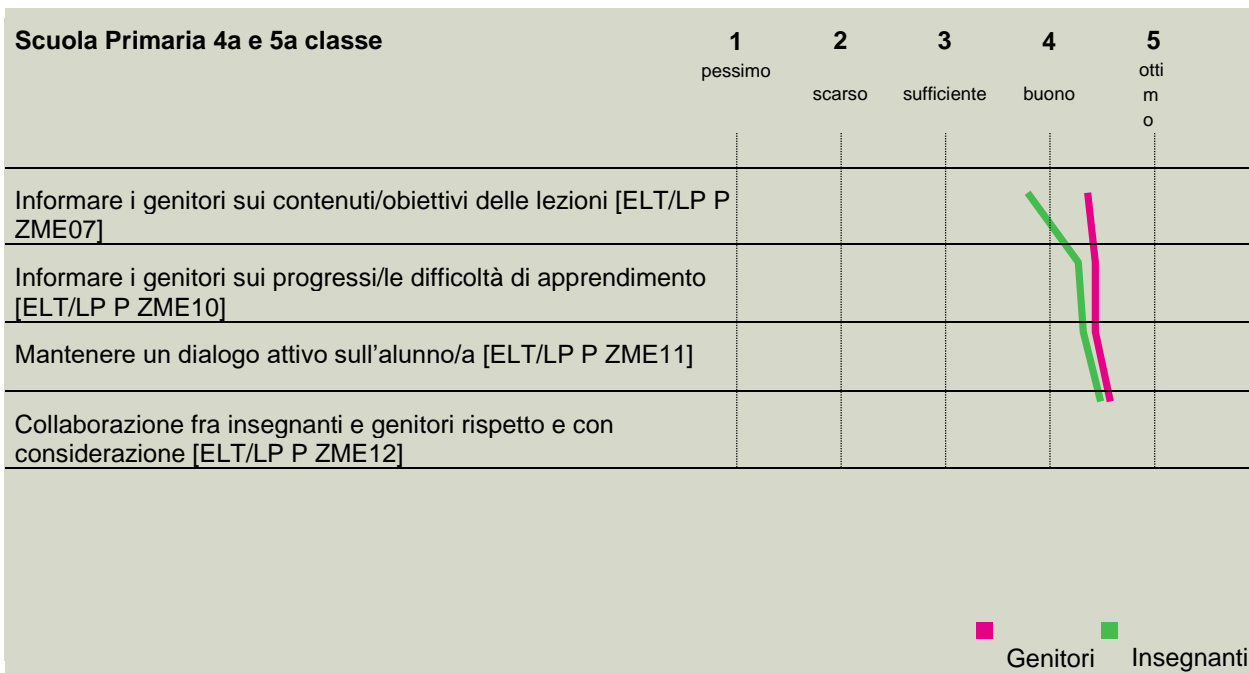 Scuola Primaria 4a e 5a classe
1 2 3 4 5
pessimo
scarso sufficiente buono
otti
m
o
Informare i genitori sui contenuti/obiettivi delle lezioni [ELT/LP P
ZME07]
Informare i genitori sui progressi/le difficoltà di apprendimento
[ELT/LP P ZME10]
Mantenere un dialogo attivo sull’alunno/a [ELT/LP P ZME11]
Collaborazione fra insegnanti e genitori rispetto e con
considerazione [ELT/LP P ZME12]
Genitori Insegnanti